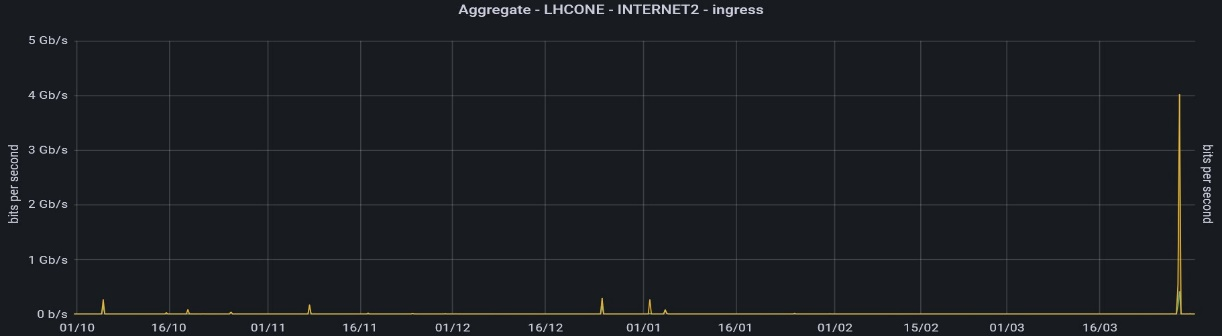 Aggregate - LHCONE - INTERNET2 - ingress
5 Gb/s
4 Gb/s
3 Gb/s
2 Gb/s
1 Gb/s
0 b/s
bits per second
bits per second
01/10 16/10 01/11 16/11 01/12 16/12 01/01 16/01 01/02 15/02 01/03 16/03